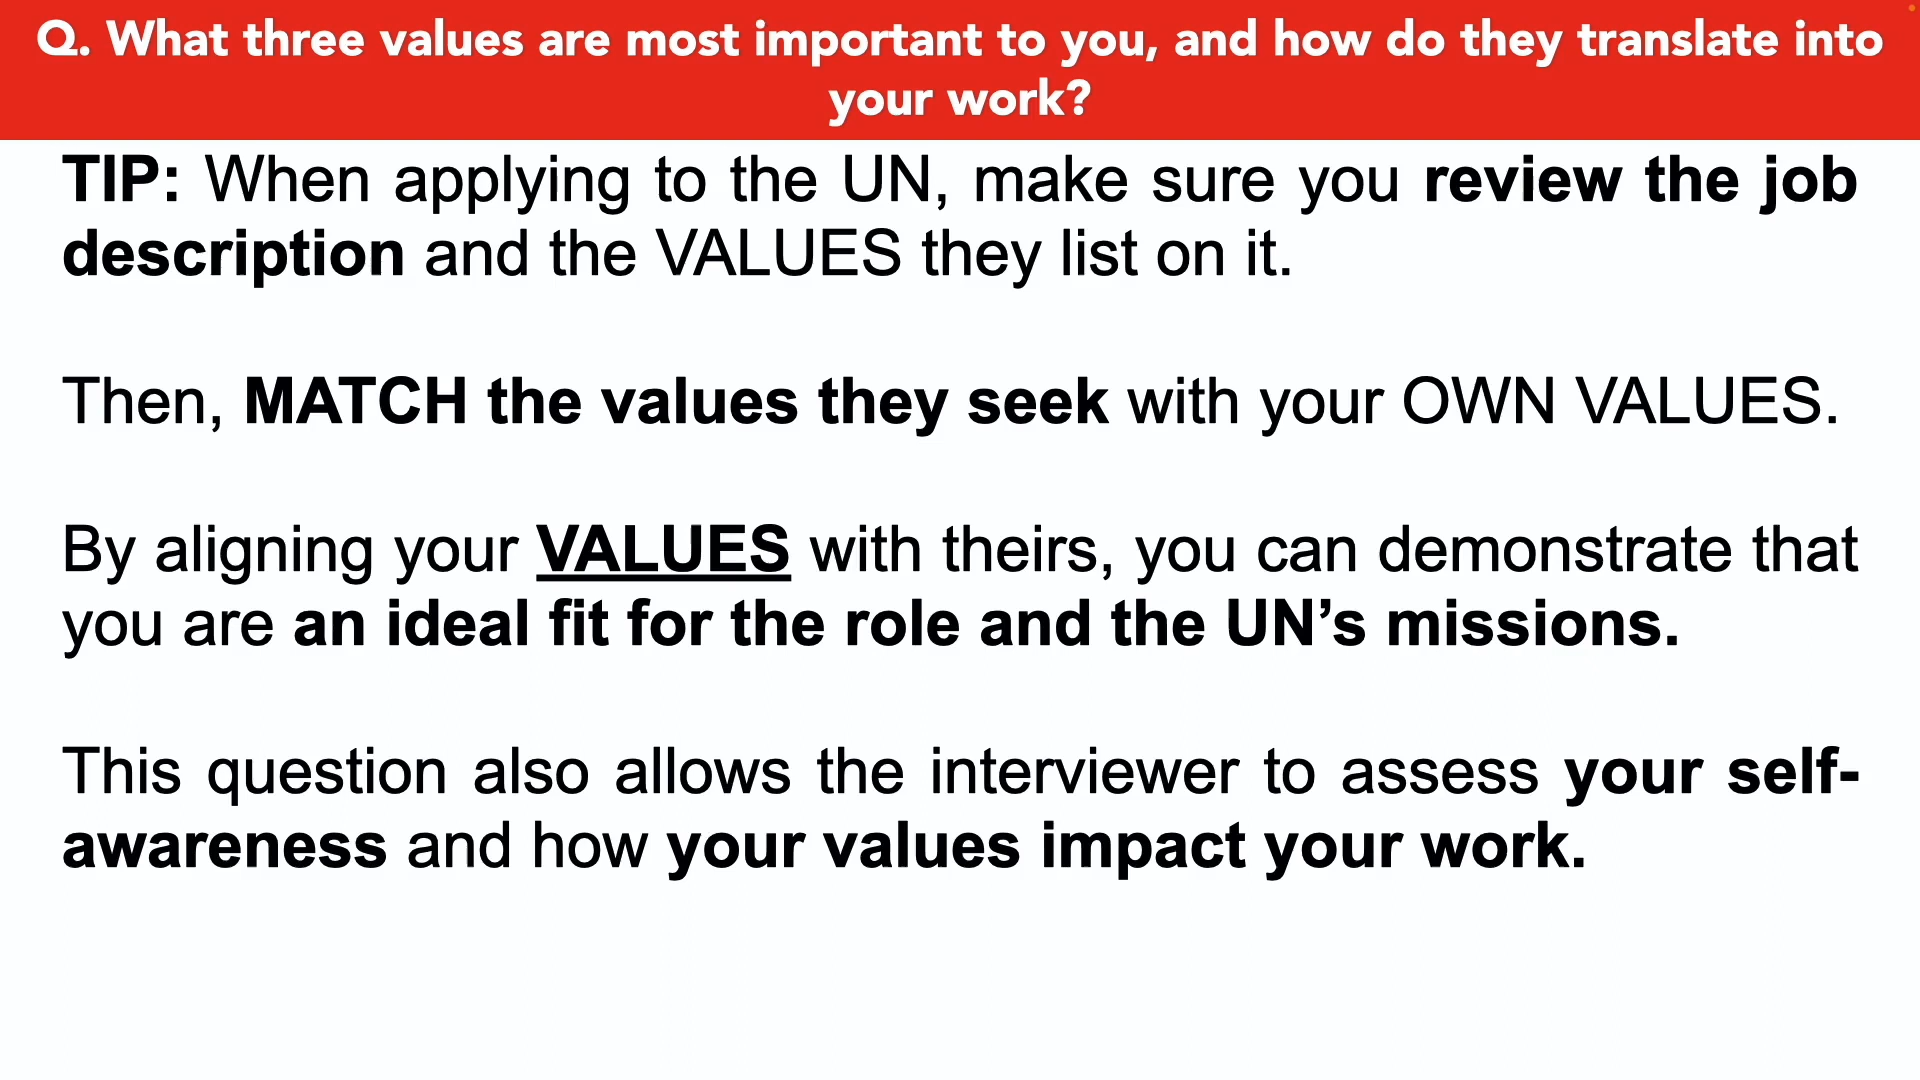 Q. What three values are most important to you, and how do they translate into
your work?
TIP: When applying to the UN, make sure you review the job
description and the VALUES they list on it.
Then, MATCH the values they seek with your OWN VALUES.
By aligning your VALUES with theirs, you can demonstrate that
you are an ideal fit for the role and the UN’s missions.
This question also allows the interviewer to assess your self-
awareness and how your values impact your work.